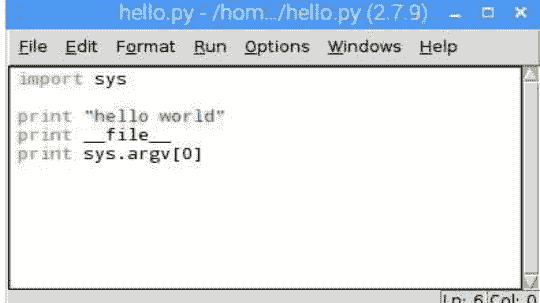 hello.py - /hom.../hello.py (2.7.9)
File Edit Format Run Options Windows Help
import sys
print "hello world"
print __file__
print sys.argv[0]
Ln: 6 Col: 0